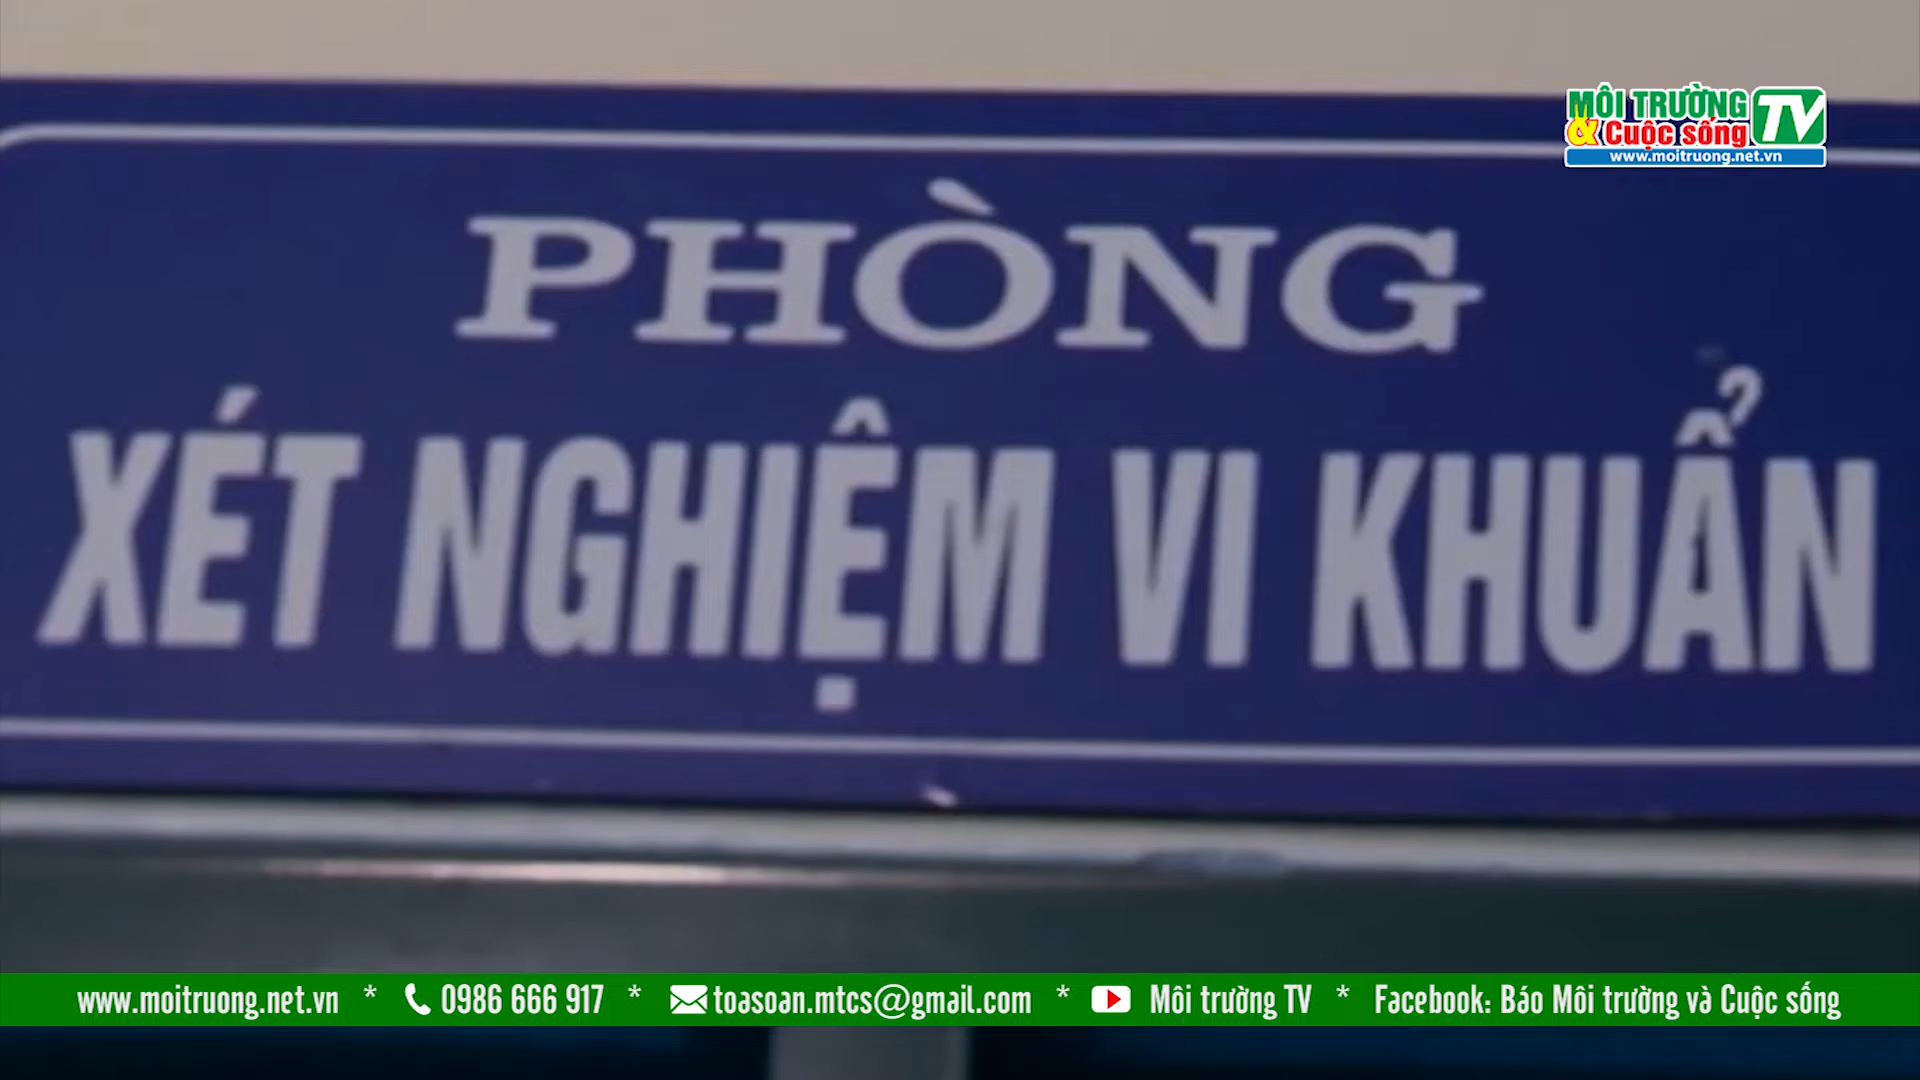 MÔI TRƯỜNG
& Cuộc sống TV
www.moitruong.net.vn
PHÒNG
XÉT NGHIỆM VI KHUẨN
www.moitruong.net.vn * 0986 666 917 * toasoan.mtcs@gmail.com * Môi trường TV * Facebook: Báo Môi trường và Cuộc sống